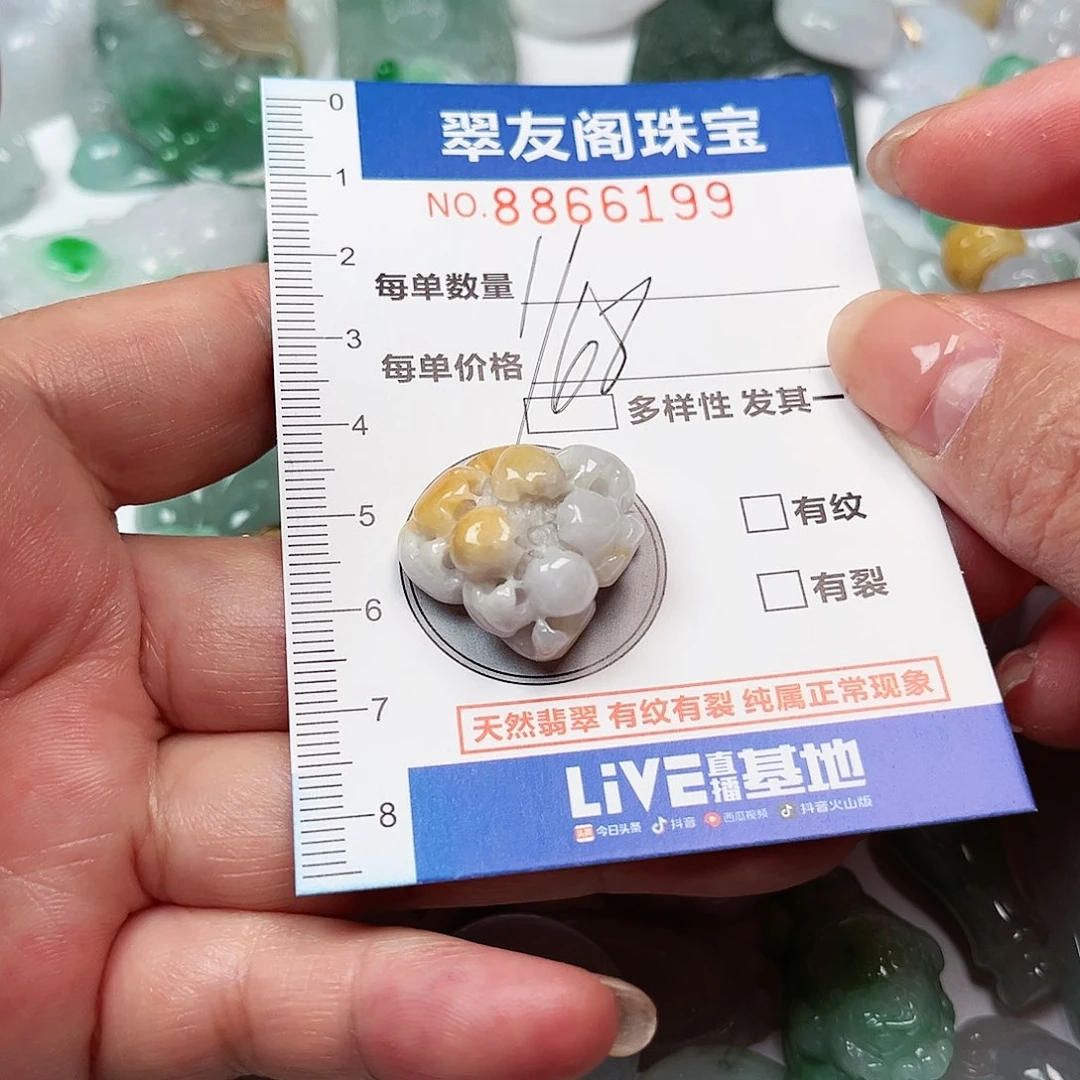 翠友阁珠宝
NO.8866199
每单数量
每单价格
多样性 发其一
有纹
有裂
天然翡翠 有纹有裂 纯属正常现象
LiVE直播基地
头条 今日头条 抖音 西瓜视频 抖音火山版
0
1
2
3
4
5
6
7
8